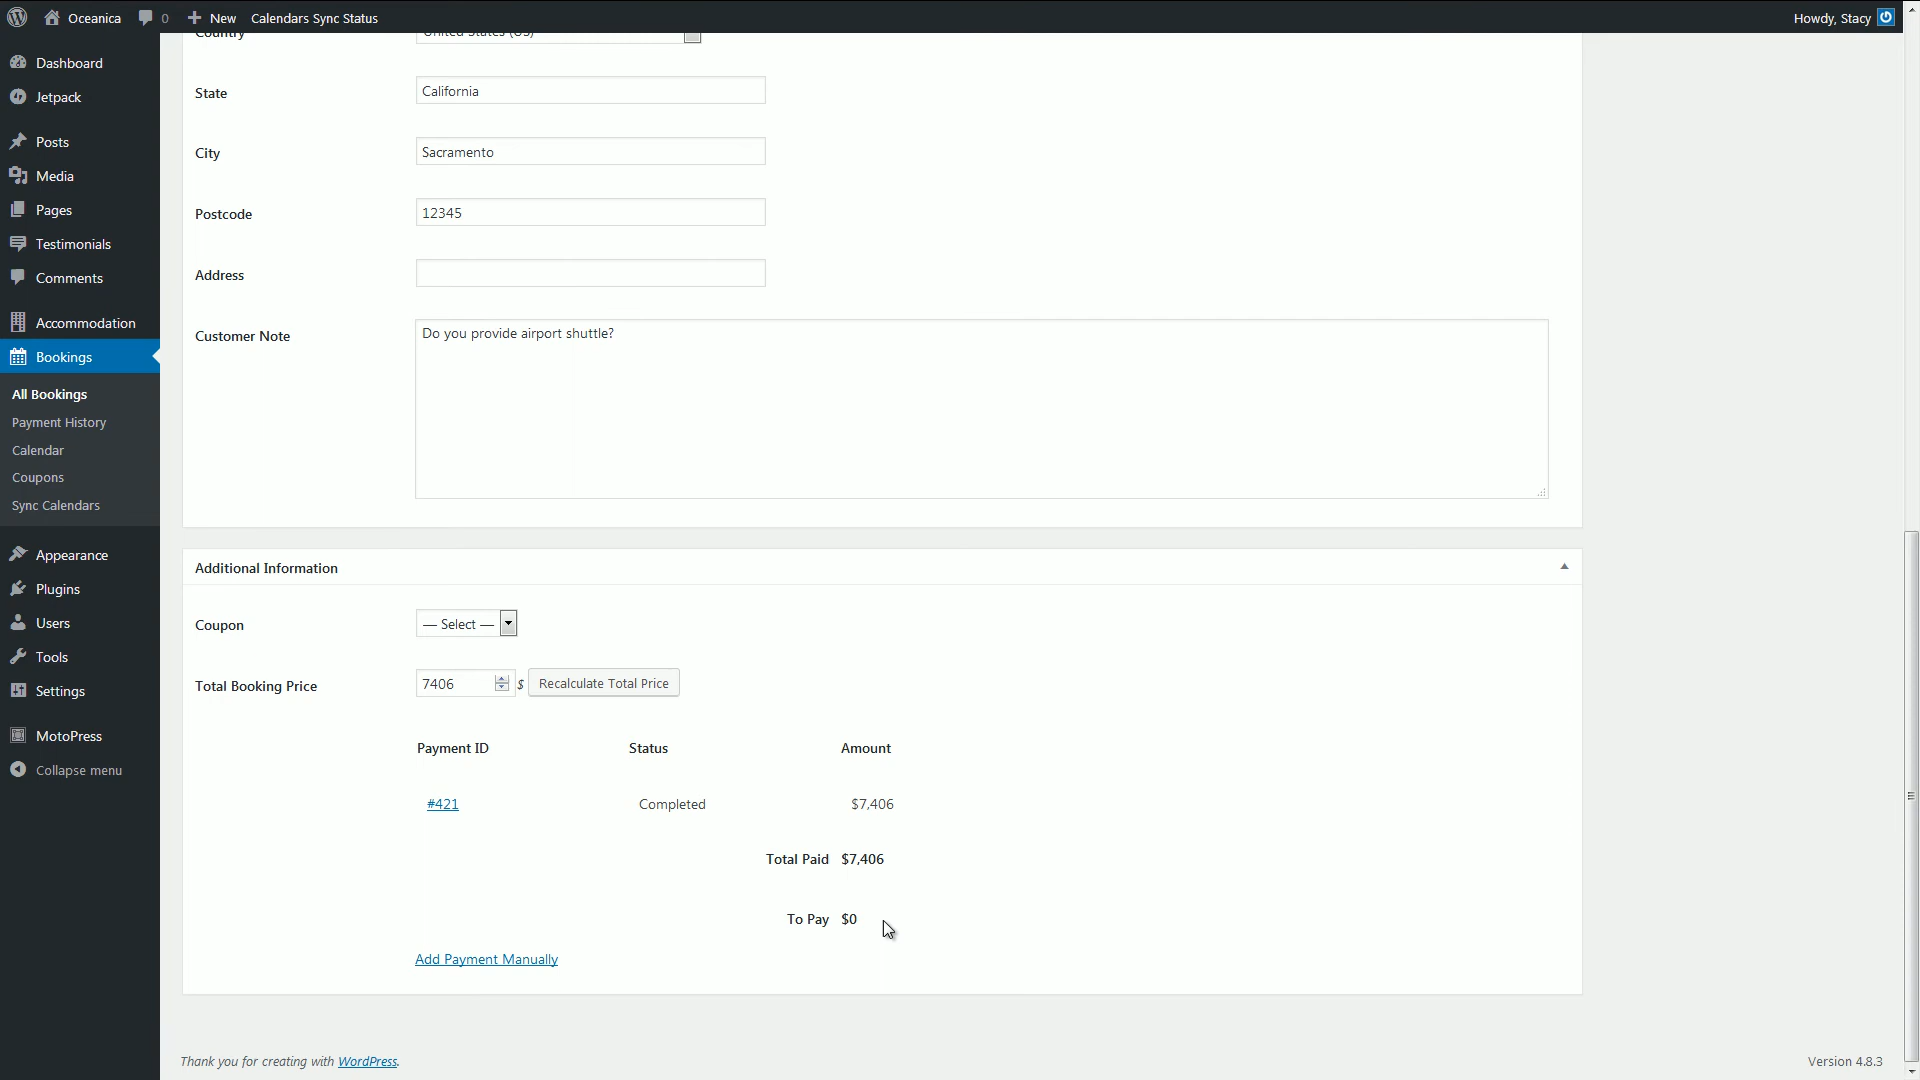 Oceanica
0
New
Calendars Sync Status
Howdy, Stacy
Dashboard
Jetpack
Posts
Media
Pages
Testimonials
Comments
Accommodation
Bookings
All Bookings
Payment History
Calendar
Coupons
Sync Calendars
Appearance
Plugins
Users
Tools
Settings
MotoPress
Collapse menu
Country United States (US)
State California
City Sacramento
Postcode 12345
Address
Customer Note Do you provide airport shuttle?
Additional Information
Coupon — Select —
Total Booking Price 7406 $ Recalculate Total Price
Payment ID Status Amount
#421 Completed $7,406
Total Paid $7,406
To Pay $0
Add Payment Manually
Thank you for creating with WordPress.
Version 4.8.3